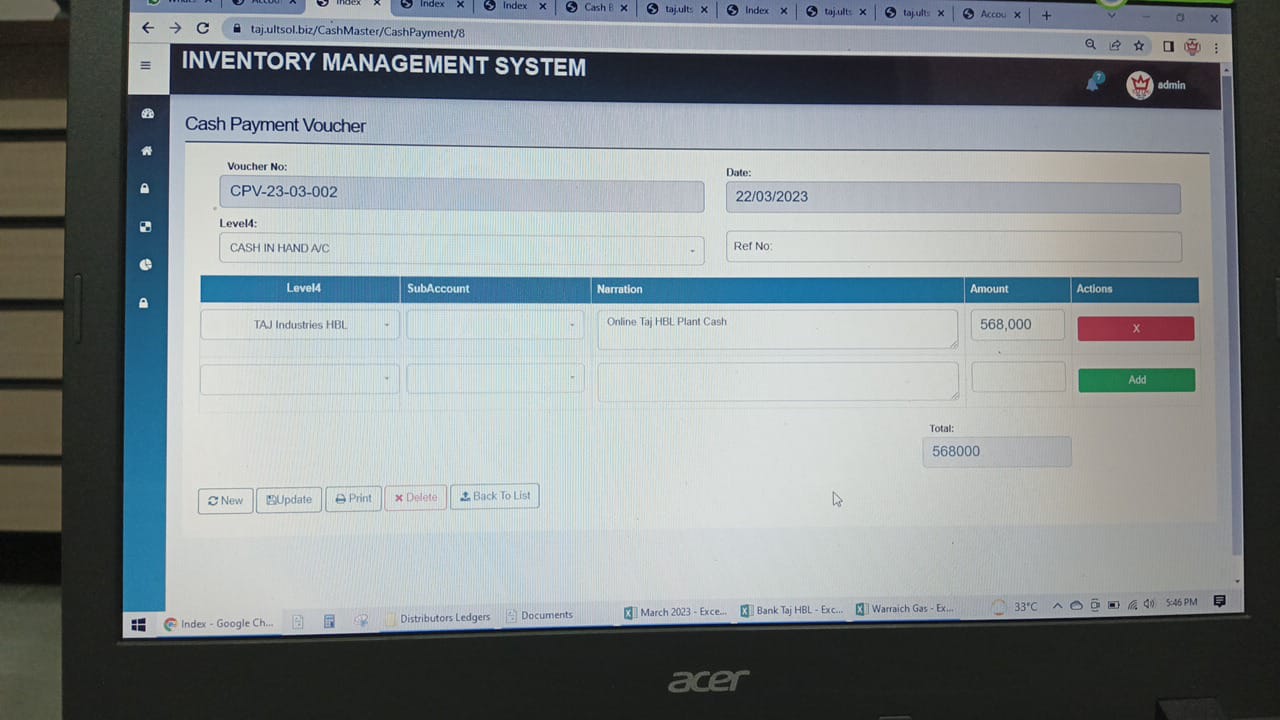 Index
Index
Index
Cash B
taj.ults
Index
taj.ults
taj.ults
Accou
taj.ultsol.biz/CashMaster/CashPayment/8
INVENTORY MANAGEMENT SYSTEM
7
admin
Cash Payment Voucher
Voucher No:
Date:
CPV-23-03-002
22/03/2023
Level4:
CASH IN HAND A/C
Ref No:
Level4 SubAccount Narration Amount Actions
TAJ Industries HBL Online Taj HBL Plant Cash 568,000 X
Add
Total:
568000
New Update Print Delete Back To List
Index - Google Ch... Distributors Ledgers Documents March 2023 - Exce... Bank Taj HBL - Exc... Warraich Gas - Ex... 33°C 5:46 PM
acer